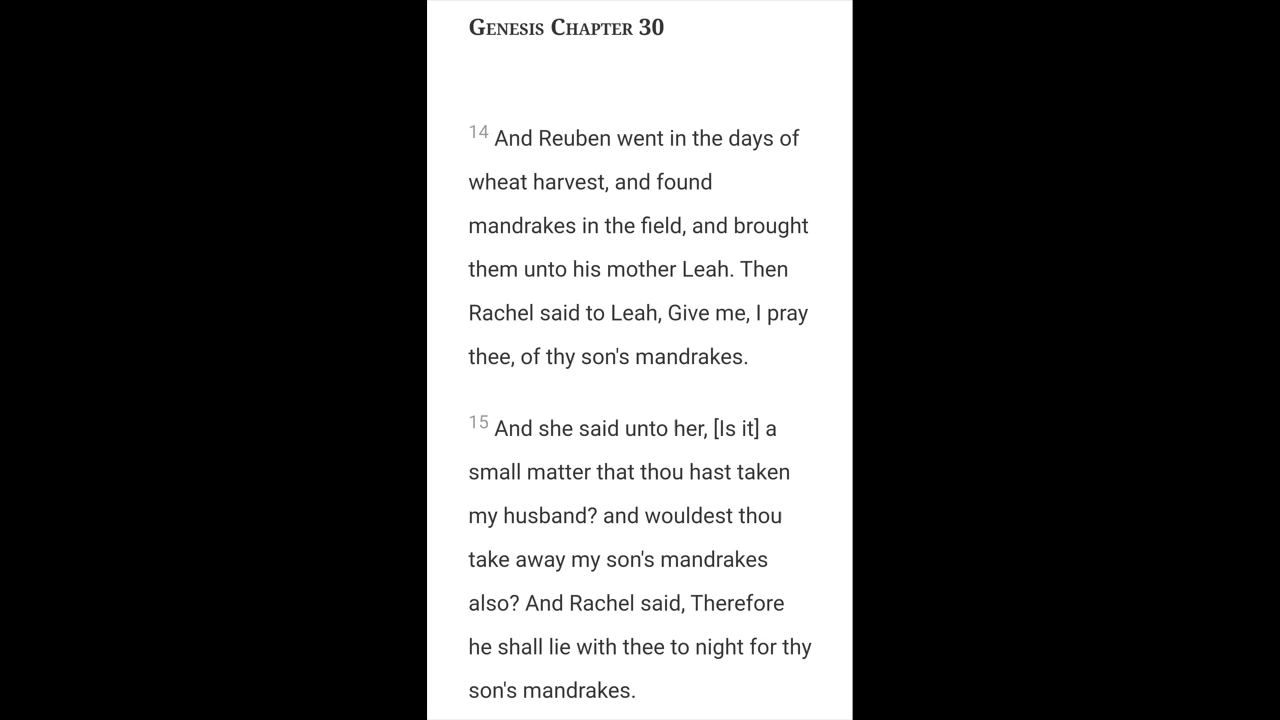 Genesis Chapter 30
14 And Reuben went in the days of
wheat harvest, and found
mandrakes in the field, and brought
them unto his mother Leah. Then
Rachel said to Leah, Give me, I pray
thee, of thy son's mandrakes.
15 And she said unto her, [Is it] a
small matter that thou hast taken
my husband? and wouldest thou
take away my son's mandrakes
also? And Rachel said, Therefore
he shall lie with thee to night for thy
son's mandrakes.